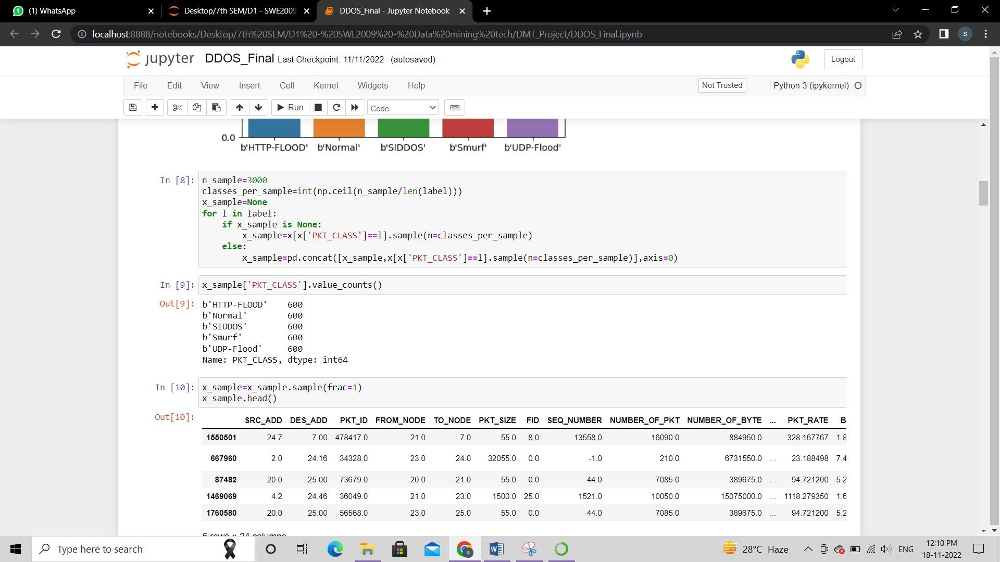 (1) WhatsApp
Desktop/7th SEM/D1 - SWE2009
DDOS_Final - Jupyter Notebook
localhost:8888/notebooks/Desktop/7th%20SEM/D1%20-%20SWE2009%20-%20Data%20mining%20tech/DMT_Project/DDOS_Final.ipynb
S
jupyter DDOS_Final Last Checkpoint: 11/11/2022 (autosaved)
Logout
File Edit View Insert Cell Kernel Widgets Help
Not Trusted
Python 3 (ipykernel)
Run
Code
0.0
b'HTTP-FLOOD' b'Normal' b'SIDDOS' b'Smurf' b'UDP-Flood'
In [8]: n_sample=3000
classes_per_sample=int(np.ceil(n_sample/len(label)))
x_sample=None
for l in label:
    if x_sample is None:
        x_sample=x[x['PKT_CLASS']==l].sample(n=classes_per_sample)
    else:
        x_sample=pd.concat([x_sample,x[x['PKT_CLASS']==l].sample(n=classes_per_sample)],axis=0)
In [9]: x_sample['PKT_CLASS'].value_counts()
Out[9]: b'HTTP-FLOOD' 600
b'Normal' 600
b'SIDDOS' 600
b'Smurf' 600
b'UDP-Flood' 600
Name: PKT_CLASS, dtype: int64
In [10]: x_sample=x_sample.sample(frac=1)
x_sample.head()
Out[10]:
SRC_ADD DES_ADD PKT_ID FROM_NODE TO_NODE PKT_SIZE FID SEQ_NUMBER NUMBER_OF_PKT NUMBER_OF_BYTE ... PKT_RATE B
1550501 24.7 7.00 478417.0 21.0 7.0 55.0 8.0 13558.0 16090.0 884950.0 ... 328.167767 1.8
667960 2.0 24.16 34328.0 23.0 24.0 32055.0 0.0 -1.0 210.0 6731550.0 ... 23.188498 7.4
87482 20.0 25.00 73679.0 20.0 21.0 55.0 0.0 44.0 7085.0 389675.0 ... 94.721200 5.2
1469069 4.2 24.46 36049.0 21.0 23.0 1500.0 25.0 1521.0 10050.0 15075000.0 ... 1118.279350 1.6
1760580 20.0 25.00 56568.0 23.0 25.0 55.0 0.0 44.0 7085.0 389675.0 ... 94.721200 5.2
5 rows × 24 columns
Type here to search
28°C Haze
ENG
12:10 PM
18-11-2022